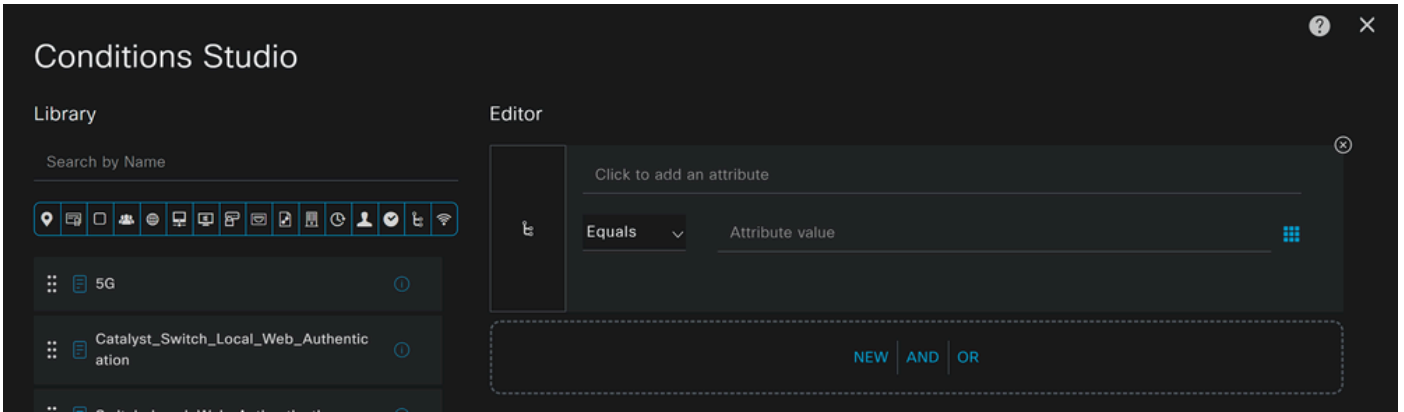 Conditions Studio
Library
Search by Name
5G
Catalyst_Switch_Local_Web_Authentic
ation
Editor
Click to add an attribute
Equals
Attribute value
NEW AND OR